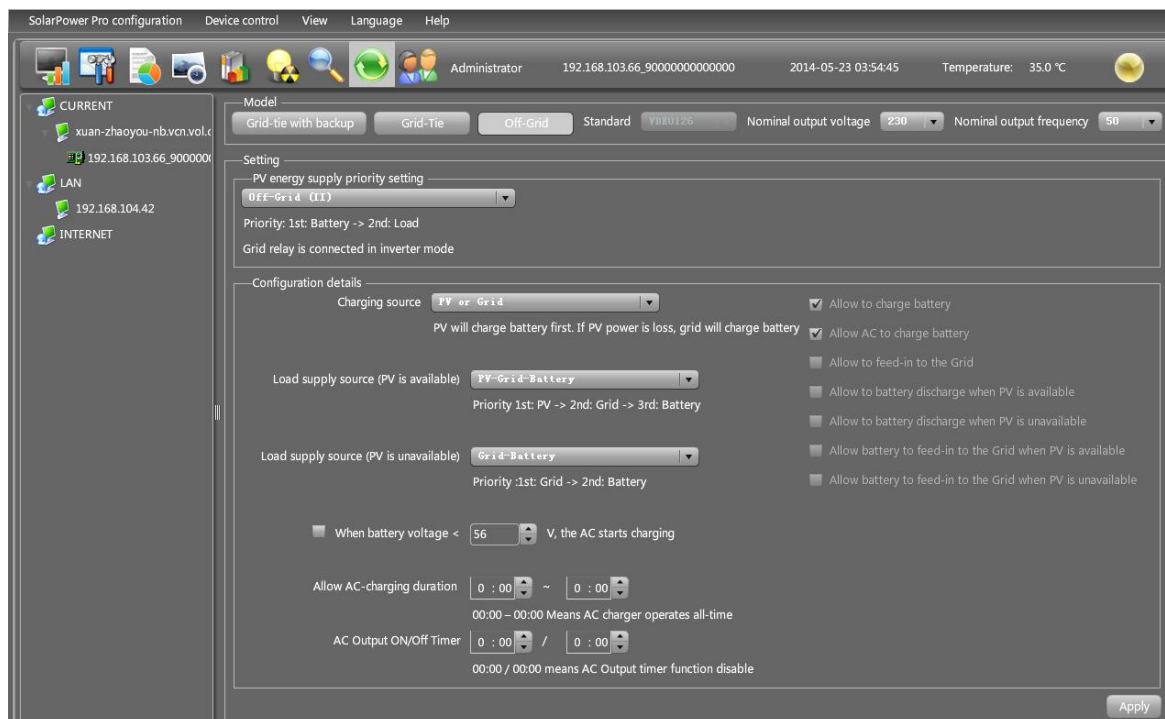 SolarPower Pro configuration Device control View Language Help
Administrator 192.168.103.66_90000000000000 2014-05-23 03:54:45 Temperature: 35.0 ℃
CURRENT
xuan-zhaoyou-nb.vcn.vol.c
192.168.103.66_900000(
LAN
192.168.104.42
INTERNET
Model
Grid-tie with backup Grid-Tie Off-Grid Standard VDE0126 Nominal output voltage 230 Nominal output frequency 50
Setting
PV energy supply priority setting
Off-Grid (II)
Priority: 1st: Battery -> 2nd: Load
Grid relay is connected in inverter mode
Configuration details
Charging source PV or Grid
PV will charge battery first. If PV power is loss, grid will charge battery
Load supply source (PV is available) PV-Grid-Battery
Priority 1st: PV -> 2nd: Grid -> 3rd: Battery
Load supply source (PV is unavailable) Grid-Battery
Priority :1st: Grid -> 2nd: Battery
When battery voltage < 56 V, the AC starts charging
Allow AC-charging duration 0 : 00 ~ 0 : 00
00:00 – 00:00 Means AC charger operates all-time
AC Output ON/Off Timer 0 : 00 / 0 : 00
00:00 / 00:00 means AC Output timer function disable
Allow to charge battery
Allow AC to charge battery
Allow to feed-in to the Grid
Allow to battery discharge when PV is available
Allow to battery discharge when PV is unavailable
Allow battery to feed-in to the Grid when PV is available
Allow battery to feed-in to the Grid when PV is unavailable
Apply